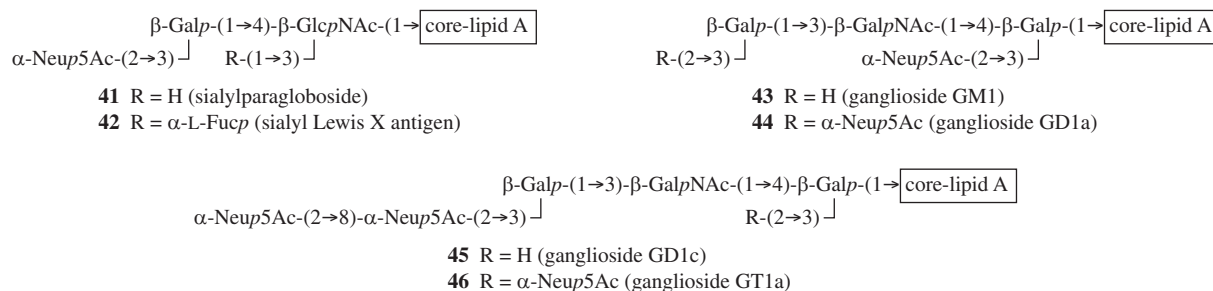 β-Galp-(1→4)-β-GlcpNAc-(1→ core-lipid A
α-Neup5Ac-(2→3) R-(1→3)
41 R = H (sialylparagloboside)
42 R = α-L-Fucp (sialyl Lewis X antigen)
β-Galp-(1→3)-β-GalpNAc-(1→4)-β-Galp-(1→ core-lipid A
R-(2→3) α-Neup5Ac-(2→3)
43 R = H (ganglioside GM1)
44 R = α-Neup5Ac (ganglioside GD1a)
β-Galp-(1→3)-β-GalpNAc-(1→4)-β-Galp-(1→ core-lipid A
α-Neup5Ac-(2→8)-α-Neup5Ac-(2→3) R-(2→3)
45 R = H (ganglioside GD1c)
46 R = α-Neup5Ac (ganglioside GT1a)